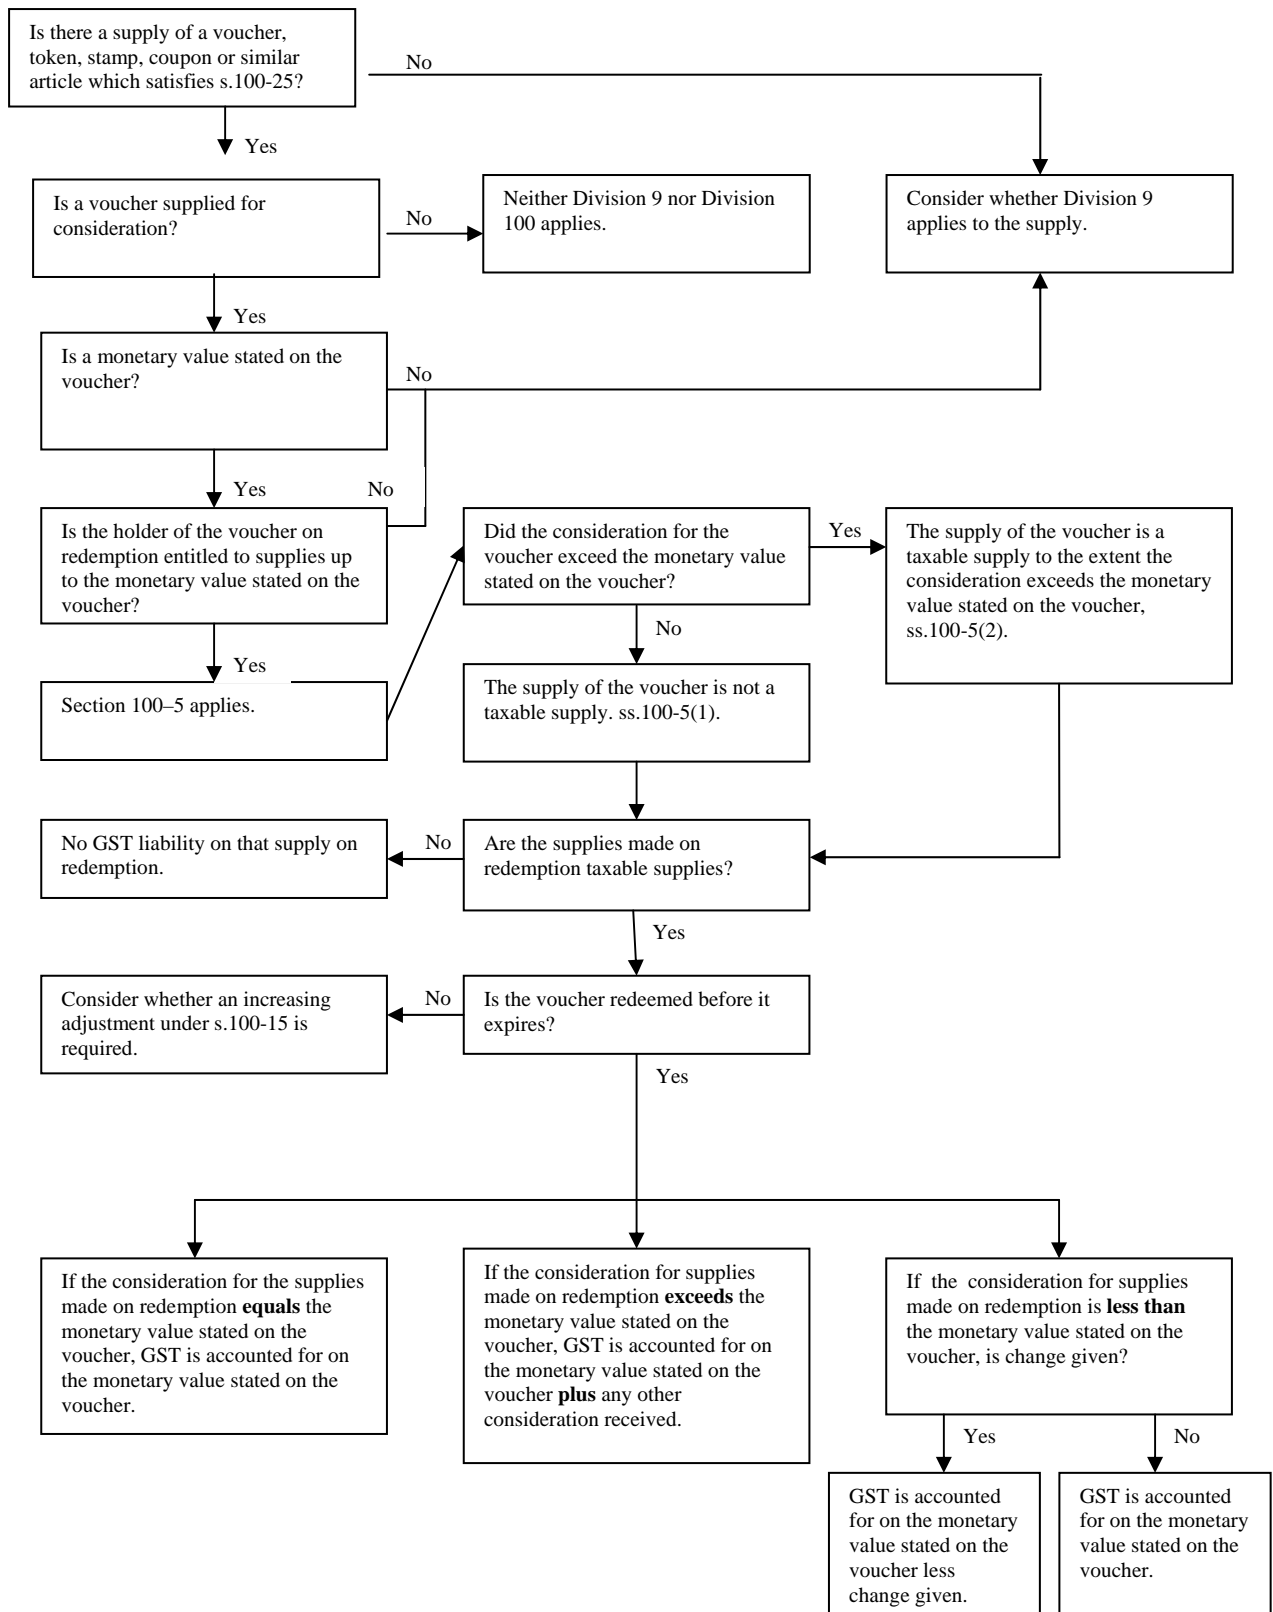 Is there a supply of a voucher,
token, stamp, coupon or similar
article which satisfies s.100-25?
No
Yes
Is a voucher supplied for
consideration?
No
Neither Division 9 nor Division
100 applies.
Consider whether Division 9
applies to the supply.
Yes
Is a monetary value stated on the
voucher?
No
Yes
No
Is the holder of the voucher on
redemption entitled to supplies up
to the monetary value stated on the
voucher?
Did the consideration for the
voucher exceed the monetary value
stated on the voucher?
Yes
The supply of the voucher is a
taxable supply to the extent the
consideration exceeds the monetary
value stated on the voucher,
ss.100-5(2).
No
Yes
Section 100–5 applies.
The supply of the voucher is not a
taxable supply. ss.100-5(1).
No GST liability on that supply on
redemption.
No
Are the supplies made on
redemption taxable supplies?
Yes
Consider whether an increasing
adjustment under s.100-15 is
required.
No
Is the voucher redeemed before it
expires?
Yes
If the consideration for the supplies
made on redemption equals the
monetary value stated on the
voucher, GST is accounted for on
the monetary value stated on the
voucher.
If the consideration for supplies
made on redemption exceeds the
monetary value stated on the
voucher, GST is accounted for on
the monetary value stated on the
voucher plus any other
consideration received.
If the consideration for supplies
made on redemption is less than
the monetary value stated on the
voucher, is change given?
Yes
No
GST is accounted
for on the monetary
value stated on the
voucher less
change given.
GST is accounted
for on the monetary
value stated on the
voucher.